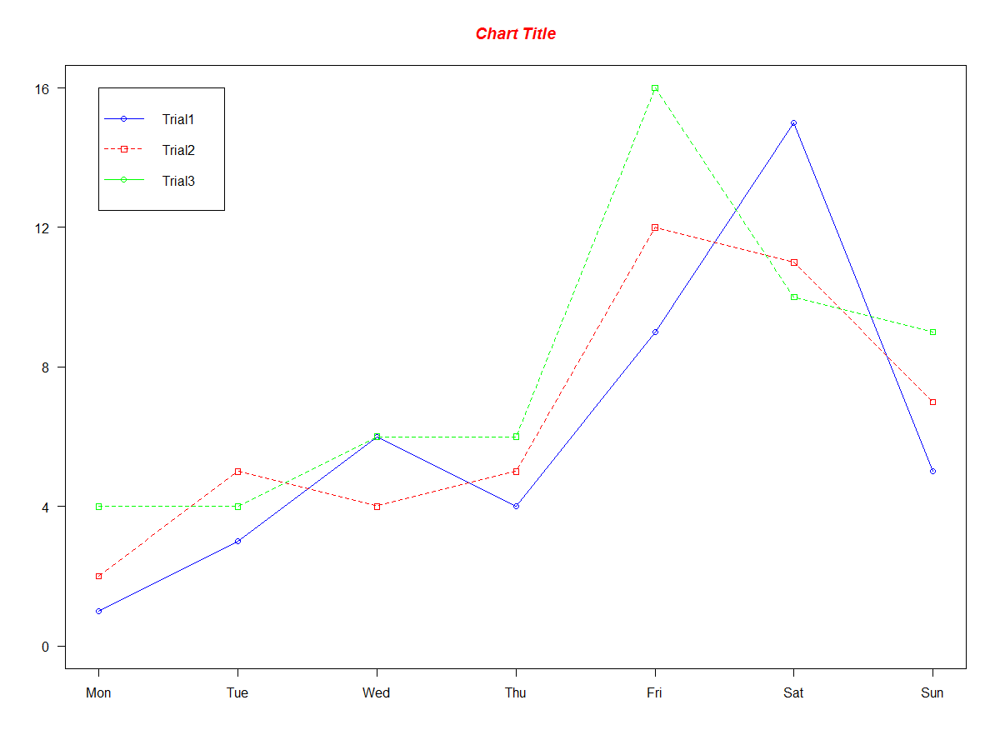 Chart Title
16
12
8
4
0
Trial1
Trial2
Trial3
Mon Tue Wed Thu Fri Sat Sun